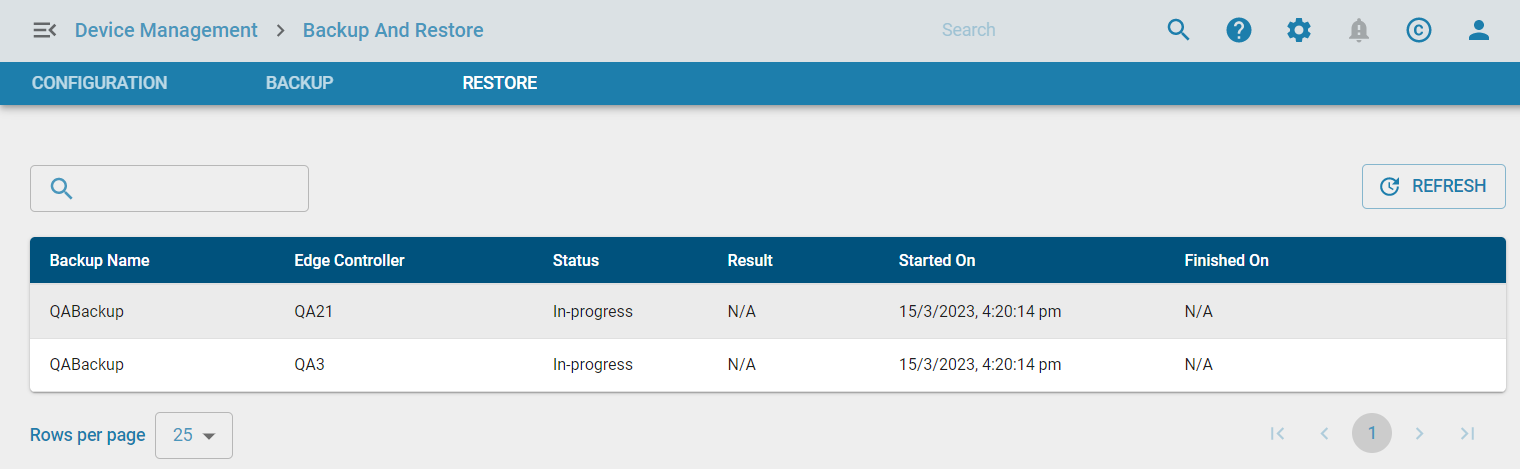 Device Management > Backup And Restore Search
CONFIGURATION BACKUP RESTORE
REFRESH
Backup Name Edge Controller Status Result Started On Finished On
QABackup QA21 In-progress N/A 15/3/2023, 4:20:14 pm N/A
QABackup QA3 In-progress N/A 15/3/2023, 4:20:14 pm N/A
Rows per page 25 1